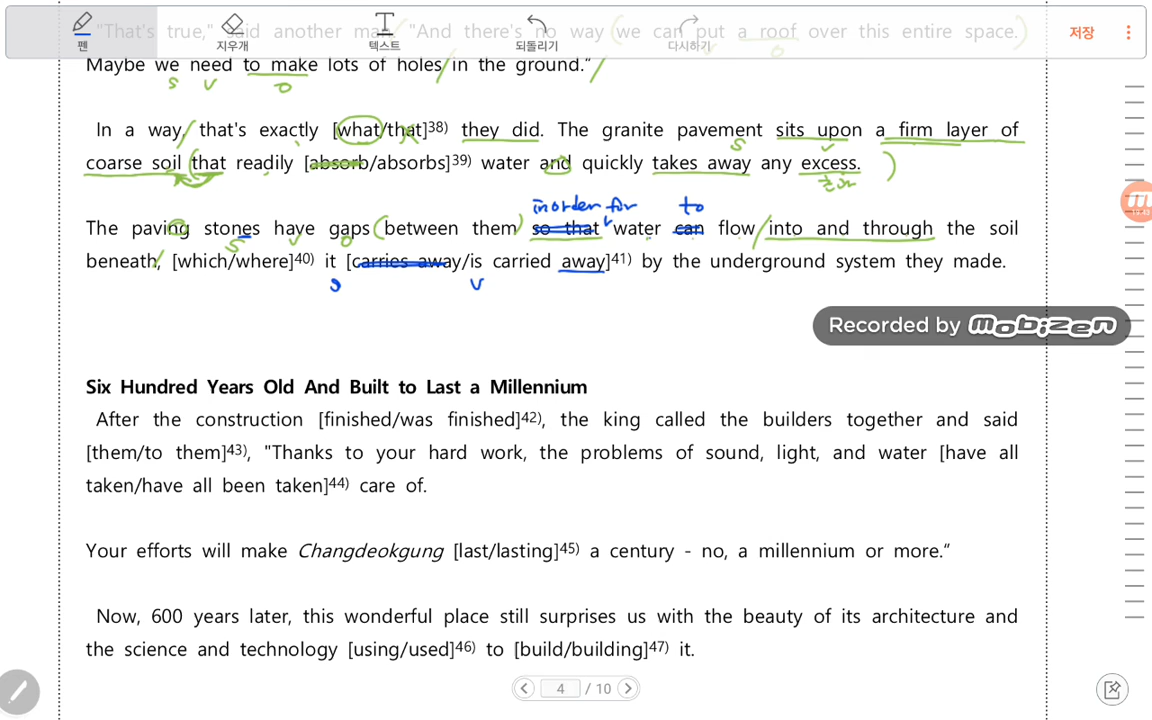 "That's true," said another man. "And there's no way (we can put a roof over this entire space.)
펜 지우개 텍스트 되돌리기 다시하기 저장
Maybe we need to make lots of holes/in the ground."/
s v o
In a way, that's exactly [what/that]38) they did. The granite pavement sits upon a firm layer of
s v
coarse soil (that readily [absorb/absorbs]39) water and quickly takes away any excess. )
in order for to
The paving stones have gaps (between them) so that water can flow/into and through the soil
s v o
beneath, [which/where]40) it [carries away/is carried away]41) by the underground system they made.
s v
Recorded by mobizen
Six Hundred Years Old And Built to Last a Millennium
After the construction [finished/was finished]42), the king called the builders together and said
[them/to them]43), "Thanks to your hard work, the problems of sound, light, and water [have all
taken/have all been taken]44) care of.
Your efforts will make Changdeokgung [last/lasting]45) a century - no, a millennium or more."
Now, 600 years later, this wonderful place still surprises us with the beauty of its architecture and
the science and technology [using/used]46) to [build/building]47) it.
4 / 10